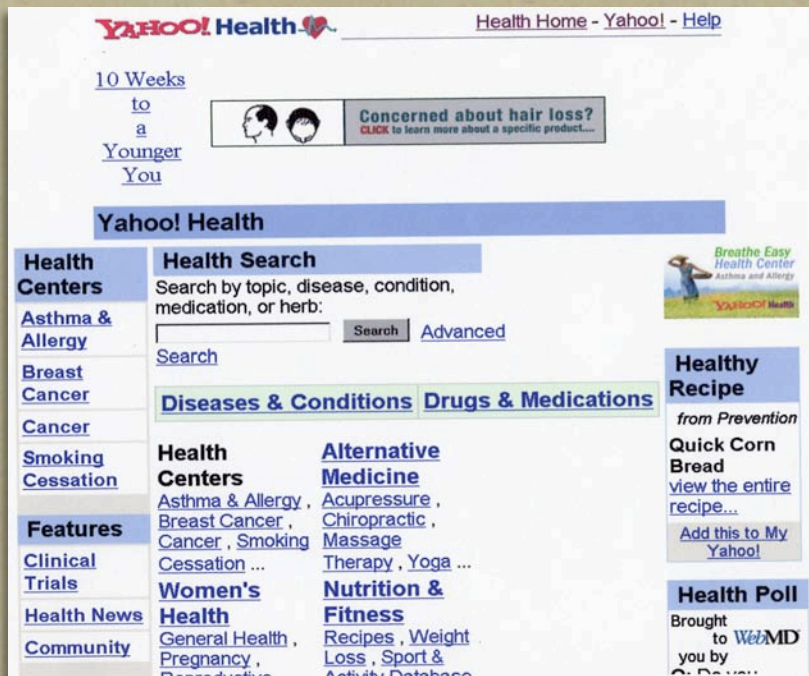 YAHOO! Health
Health Home - Yahoo! - Help
10 Weeks
to
a
Younger
You
Concerned about hair loss?
CLICK to learn more about a specific product....
Yahoo! Health
Health
Centers
Asthma &
Allergy
Breast
Cancer
Cancer
Smoking
Cessation
Features
Clinical
Trials
Health News
Community
Health Search
Search by topic, disease, condition,
medication, or herb:
Search Advanced
Search
Diseases & Conditions Drugs & Medications
Health
Centers
Asthma & Allergy ,
Breast Cancer ,
Cancer , Smoking
Cessation ...
Women's
Health
General Health ,
Pregnancy ,
Reproductive
Alternative
Medicine
Acupressure ,
Chiropractic ,
Massage
Therapy , Yoga ...
Nutrition &
Fitness
Recipes , Weight
Loss , Sport &
Activity Database
Breathe Easy
Health Center
Asthma and Allergy
YAHOO! Health
Healthy
Recipe
from Prevention
Quick Corn
Bread
view the entire
recipe...
Add this to My
Yahoo!
Health Poll
Brought
to WebMD
you by
Q: Do you